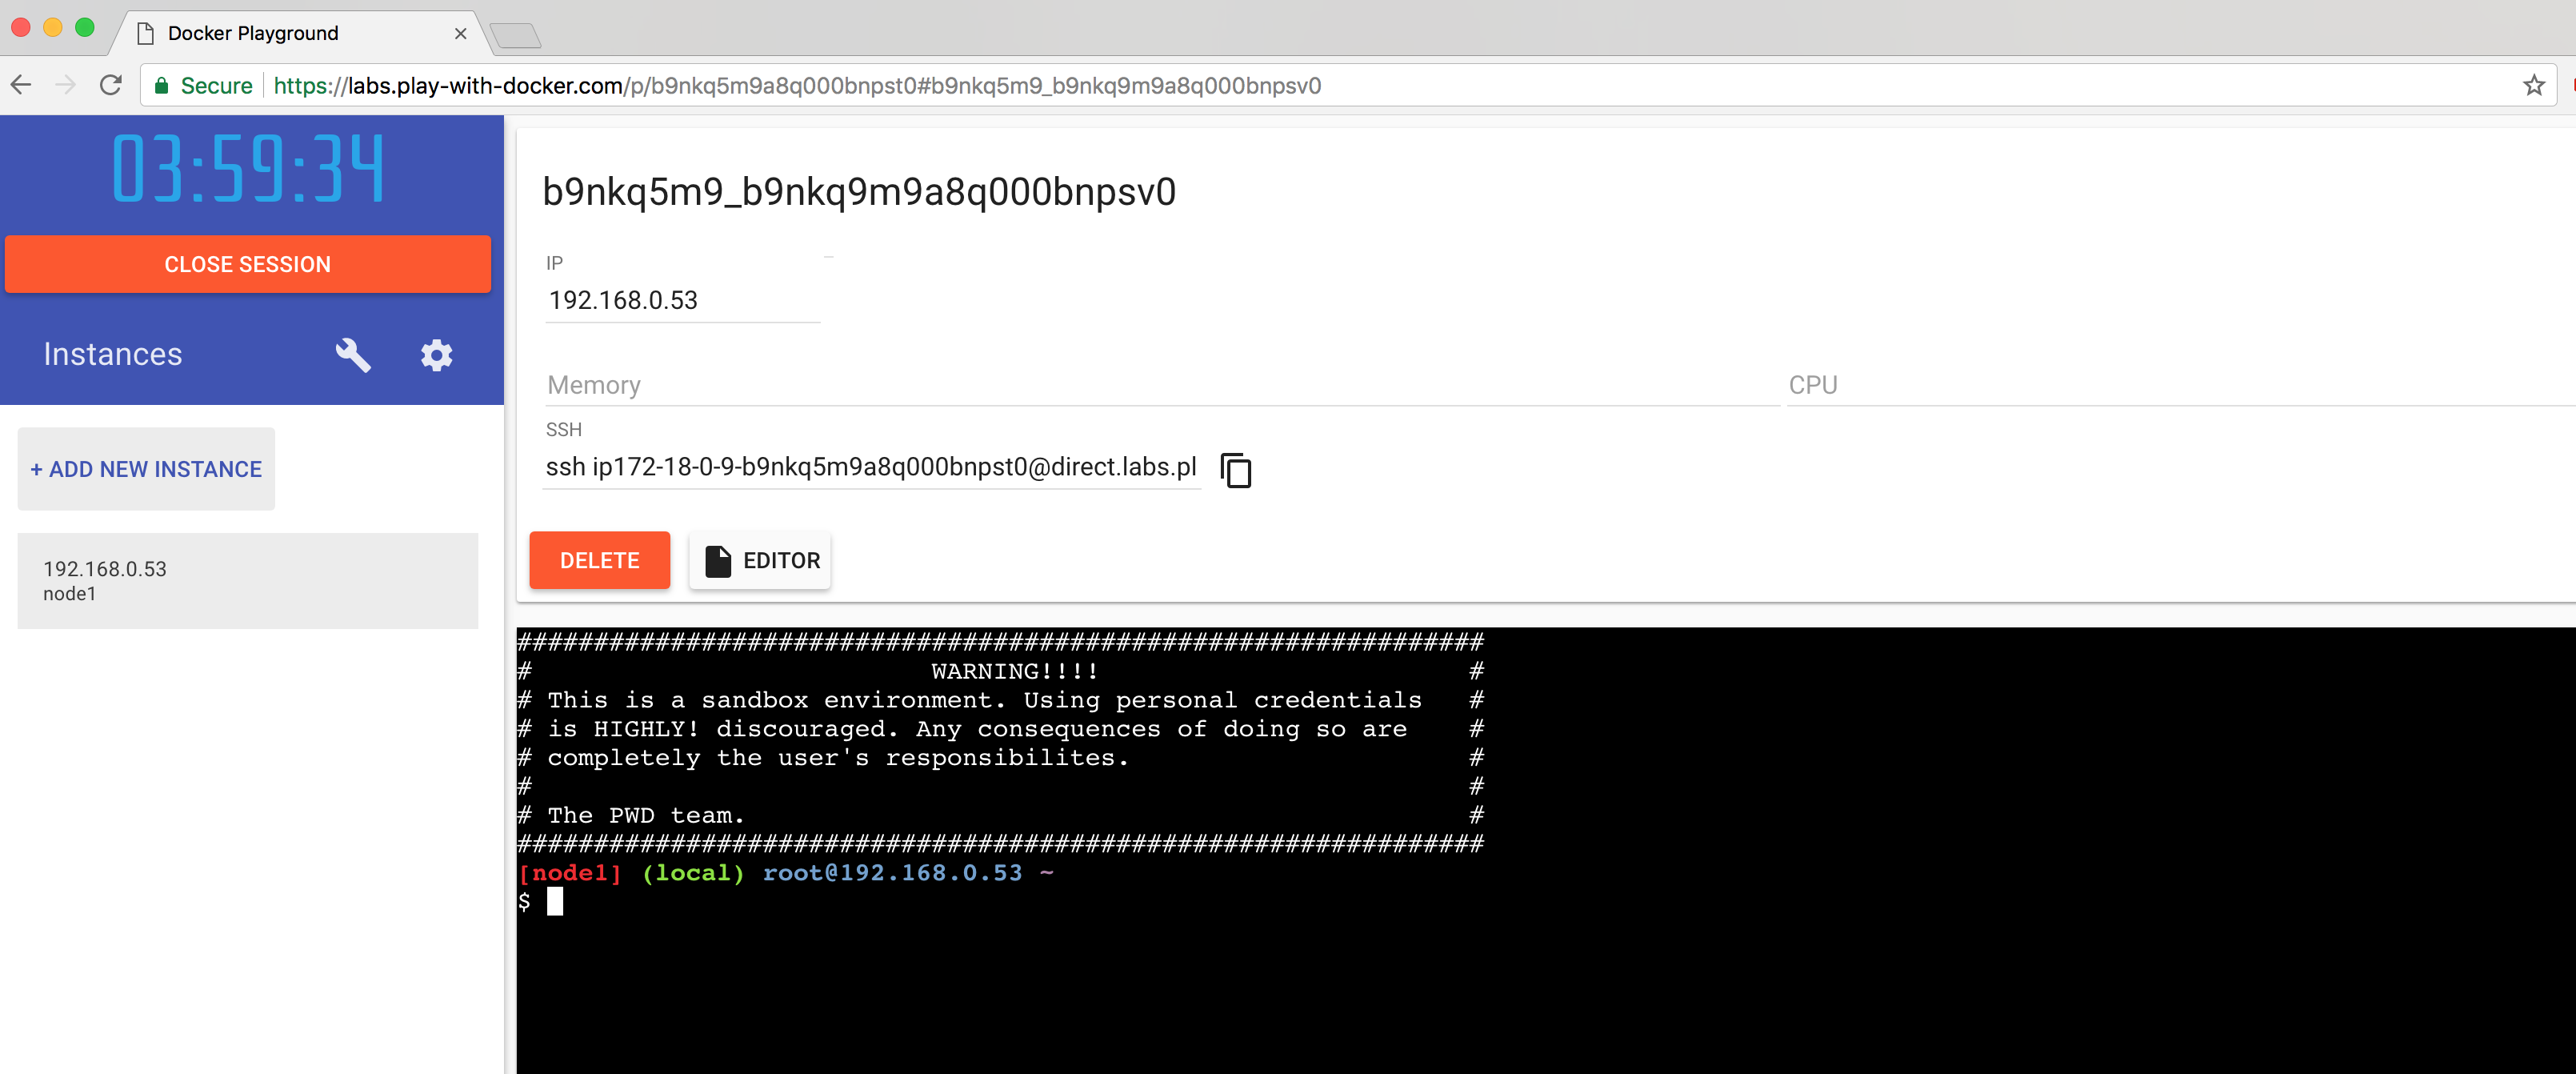 Docker Playground
Secure https://labs.play-with-docker.com/p/b9nkq5m9a8q000bnpst0#b9nkq5m9_b9nkq9m9a8q000bnpsv0
03:59:34
CLOSE SESSION
Instances
+ ADD NEW INSTANCE
192.168.0.53
node1
b9nkq5m9_b9nkq9m9a8q000bnpsv0
IP
192.168.0.53
Memory
CPU
SSH
ssh ip172-18-0-9-b9nkq5m9a8q000bnpst0@direct.labs.pl
DELETE
EDITOR
###############################################################
#                          WARNING!!!!                        #
# This is a sandbox environment. Using personal credentials   #
# is HIGHLY! discouraged. Any consequences of doing so are    #
# completely the user's responsibilites.                      #
#                                                             #
# The PWD team.                                               #
###############################################################
[node1] (local) root@192.168.0.53 ~
$